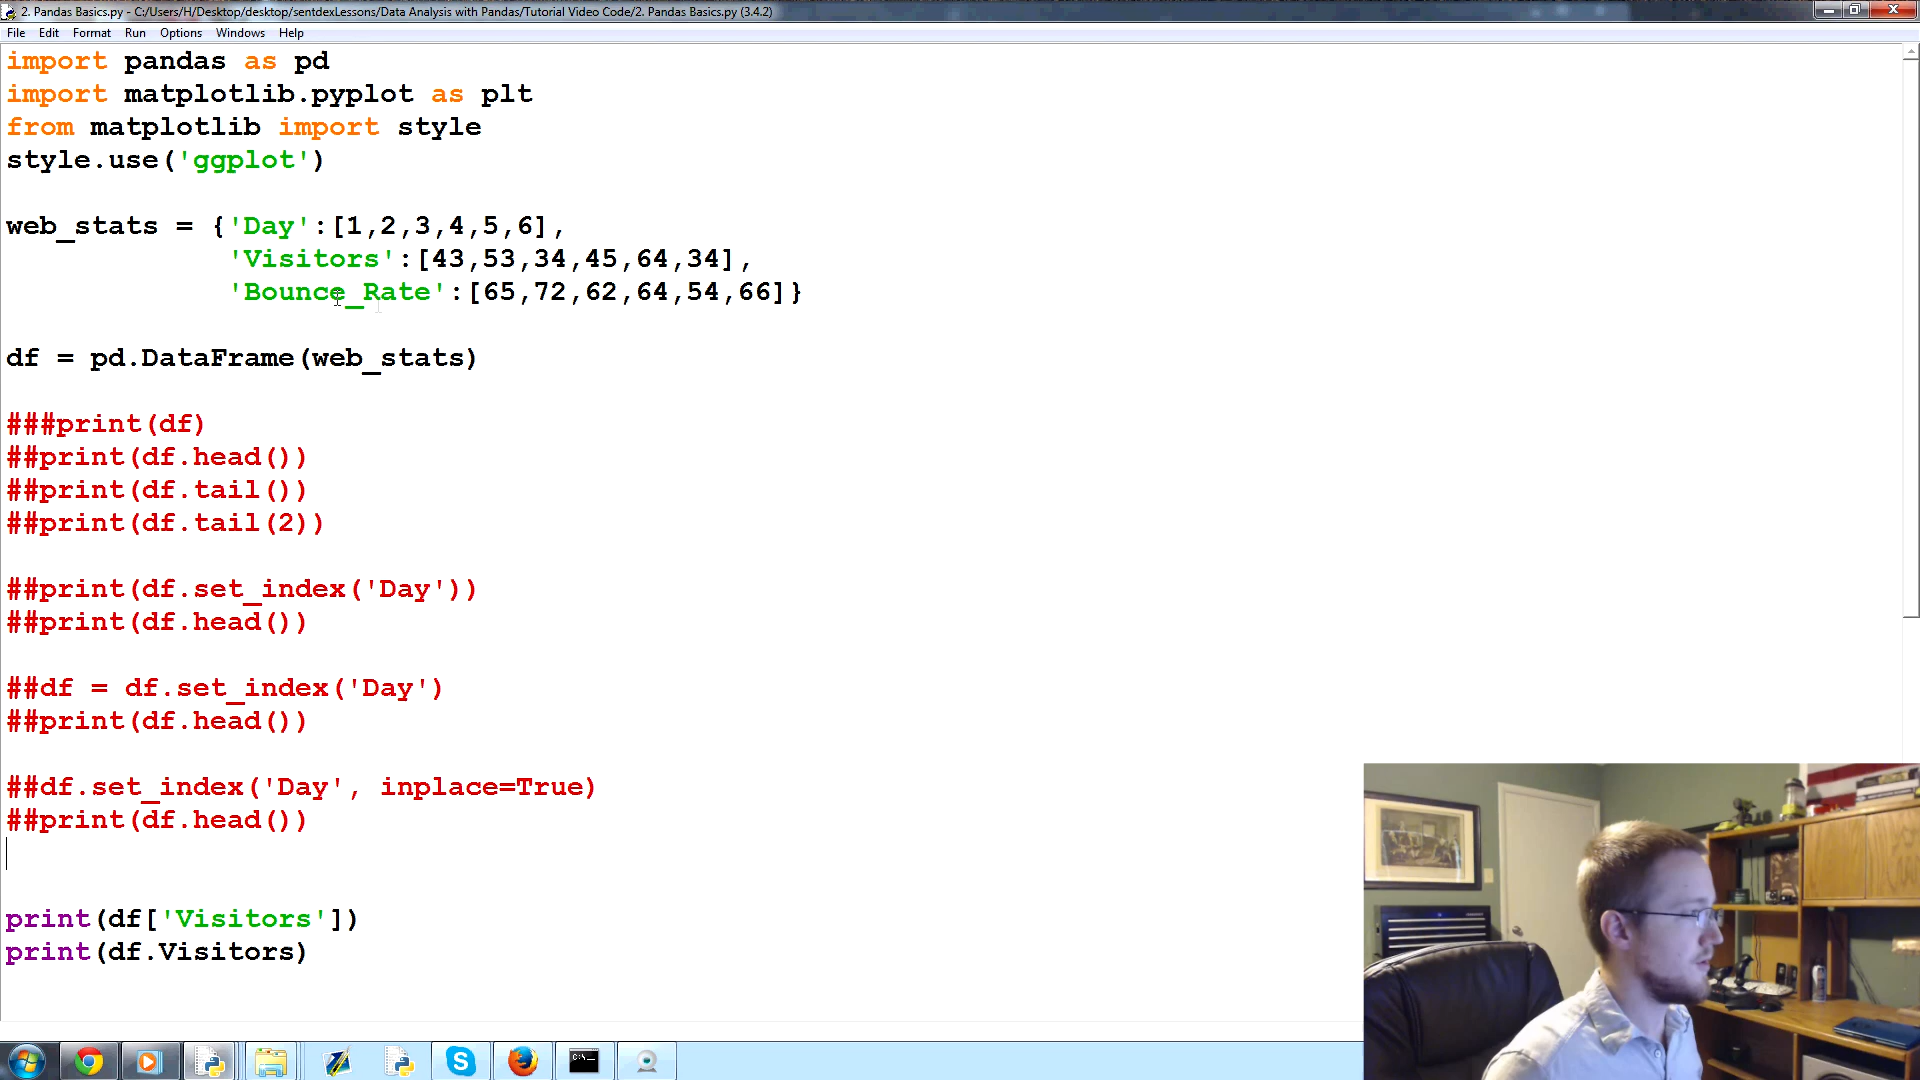 2. Pandas Basics.py - C:/Users/H/Desktop/desktop/sentdexLessons/Data Analysis with Pandas/Tutorial Video Code/2. Pandas Basics.py (3.4.2)
File Edit Format Run Options Windows Help
import pandas as pd
import matplotlib.pyplot as plt
from matplotlib import style
style.use('ggplot')
web_stats = {'Day':[1,2,3,4,5,6],
'Visitors':[43,53,34,45,64,34],
'Bounce_Rate':[65,72,62,64,54,66]}
df = pd.DataFrame(web_stats)
###print(df)
##print(df.head())
##print(df.tail())
##print(df.tail(2))
##print(df.set_index('Day'))
##print(df.head())
##df = df.set_index('Day')
##print(df.head())
##df.set_index('Day', inplace=True)
##print(df.head())
print(df['Visitors'])
print(df.Visitors)